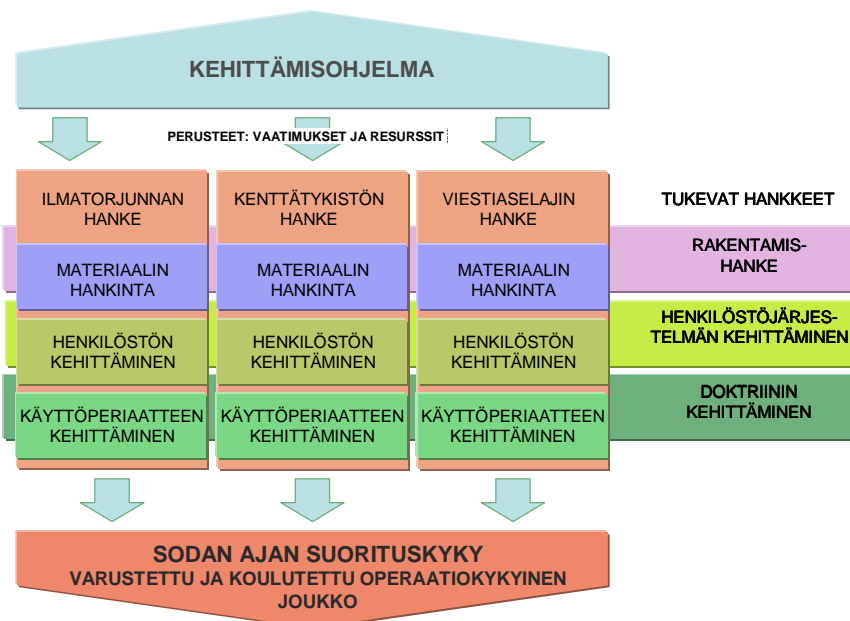 KEHITTÄMISOHJELMA
PERUSTEET: VAATIMUKSET JA RESURSSIT
ILMATORJUNNAN
HANKE
MATERIAALIN
HANKINTA
HENKILÖSTÖN
KEHITTÄMINEN
KÄYTTÖPERIAATTEEN
KEHITTÄMINEN
KENTTÄTYKISTÖN
HANKE
MATERIAALIN
HANKINTA
HENKILÖSTÖN
KEHITTÄMINEN
KÄYTTÖPERIAATTEEN
KEHITTÄMINEN
VIESTIASELAJIN
HANKE
MATERIAALIN
HANKINTA
HENKILÖSTÖN
KEHITTÄMINEN
KÄYTTÖPERIAATTEEN
KEHITTÄMINEN
TUKEVAT HANKKEET
RAKENTAMIS-
HANKE
HENKILÖSTÖJÄRJES-
TELMÄN KEHITTÄMINEN
DOKTRIININ
KEHITTÄMINEN
SODAN AJAN SUORITUSKYKY
VARUSTETTU JA KOULUTETTU OPERAATIOKYKYINEN
JOUKKO